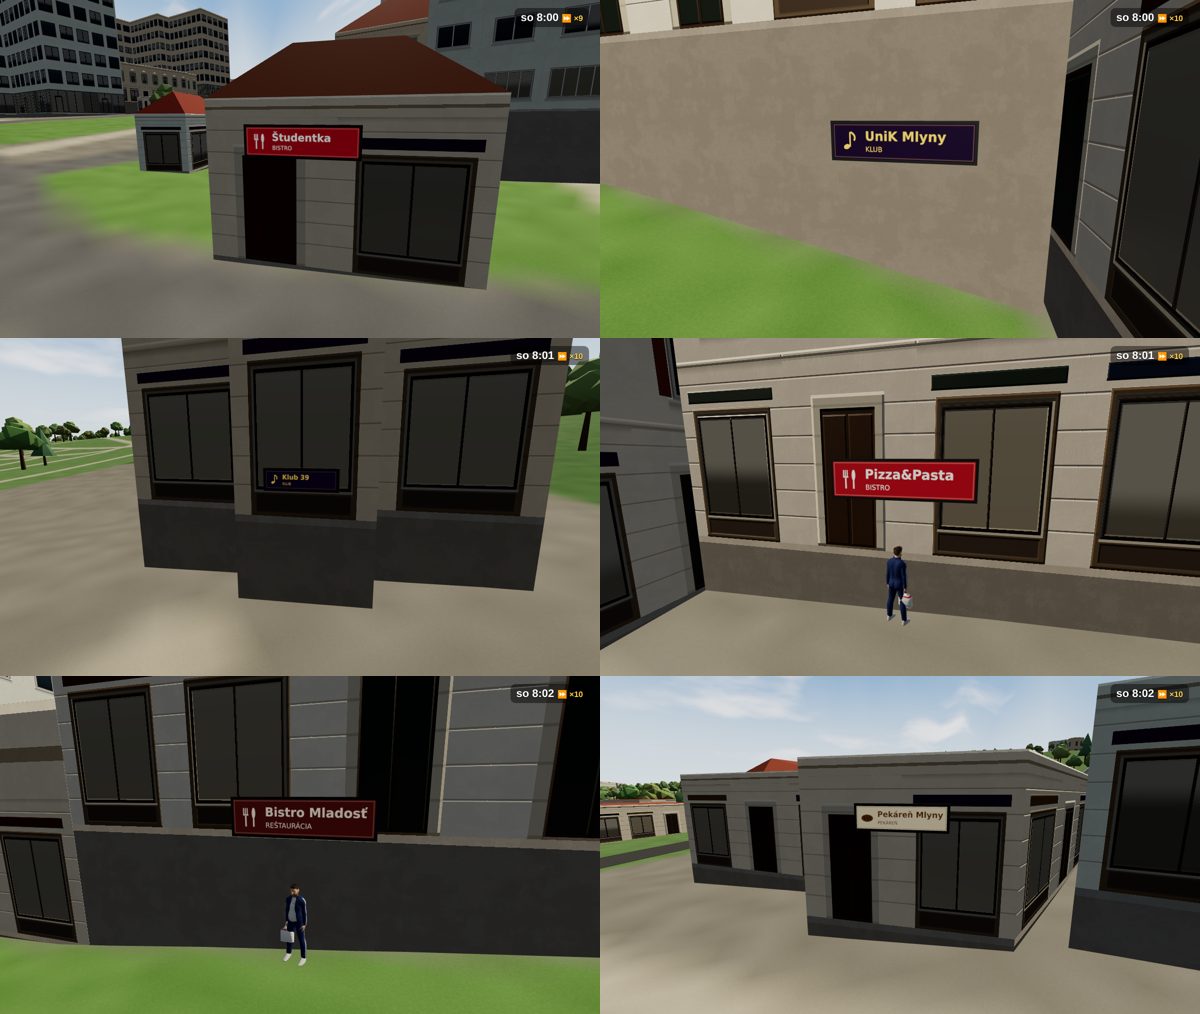 so 8:00 ⏩ ×9
Študentka
BISTRO
so 8:00 ⏩ ×10
UniK Mlyny
KLUB
so 8:01 ⏩ ×10
Klub 39
KLUB
so 8:01 ⏩ ×10
Pizza&Pasta
BISTRO
so 8:02 ⏩ ×10
Bistro Mladosť
REŠTAURÁCIA
so 8:02 ⏩ ×10
Pekáreň Mlyny
PEKÁREŇ